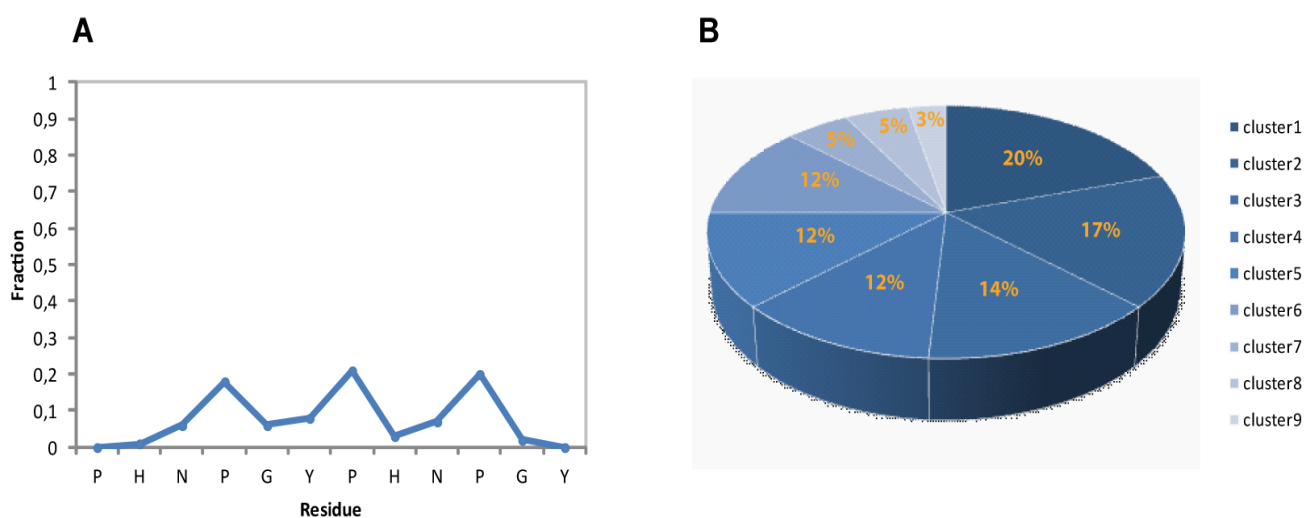 A
B
1
0,9
0,8
0,7
0,6
0,5
0,4
0,3
0,2
0,1
0
Fraction
P H N P G Y P H N P G Y
Residue
20%
17%
14%
12%
12%
12%
5%
5%
3%
cluster1
cluster2
cluster3
cluster4
cluster5
cluster6
cluster7
cluster8
cluster9